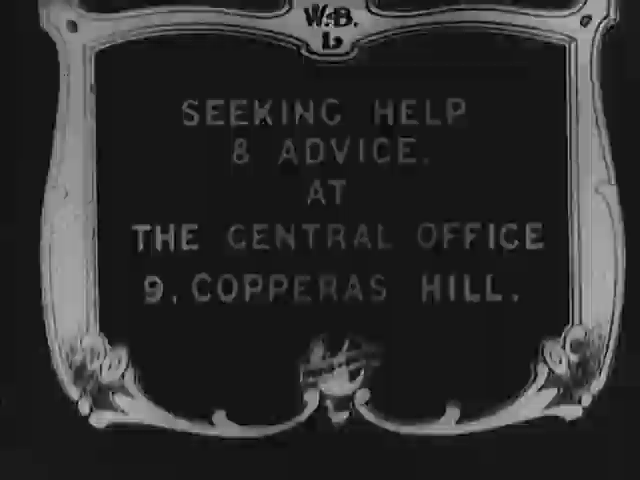 W.B.
L
SEEKING HELP
& ADVICE.
AT
THE CENTRAL OFFICE
9, COPPERAS HILL.